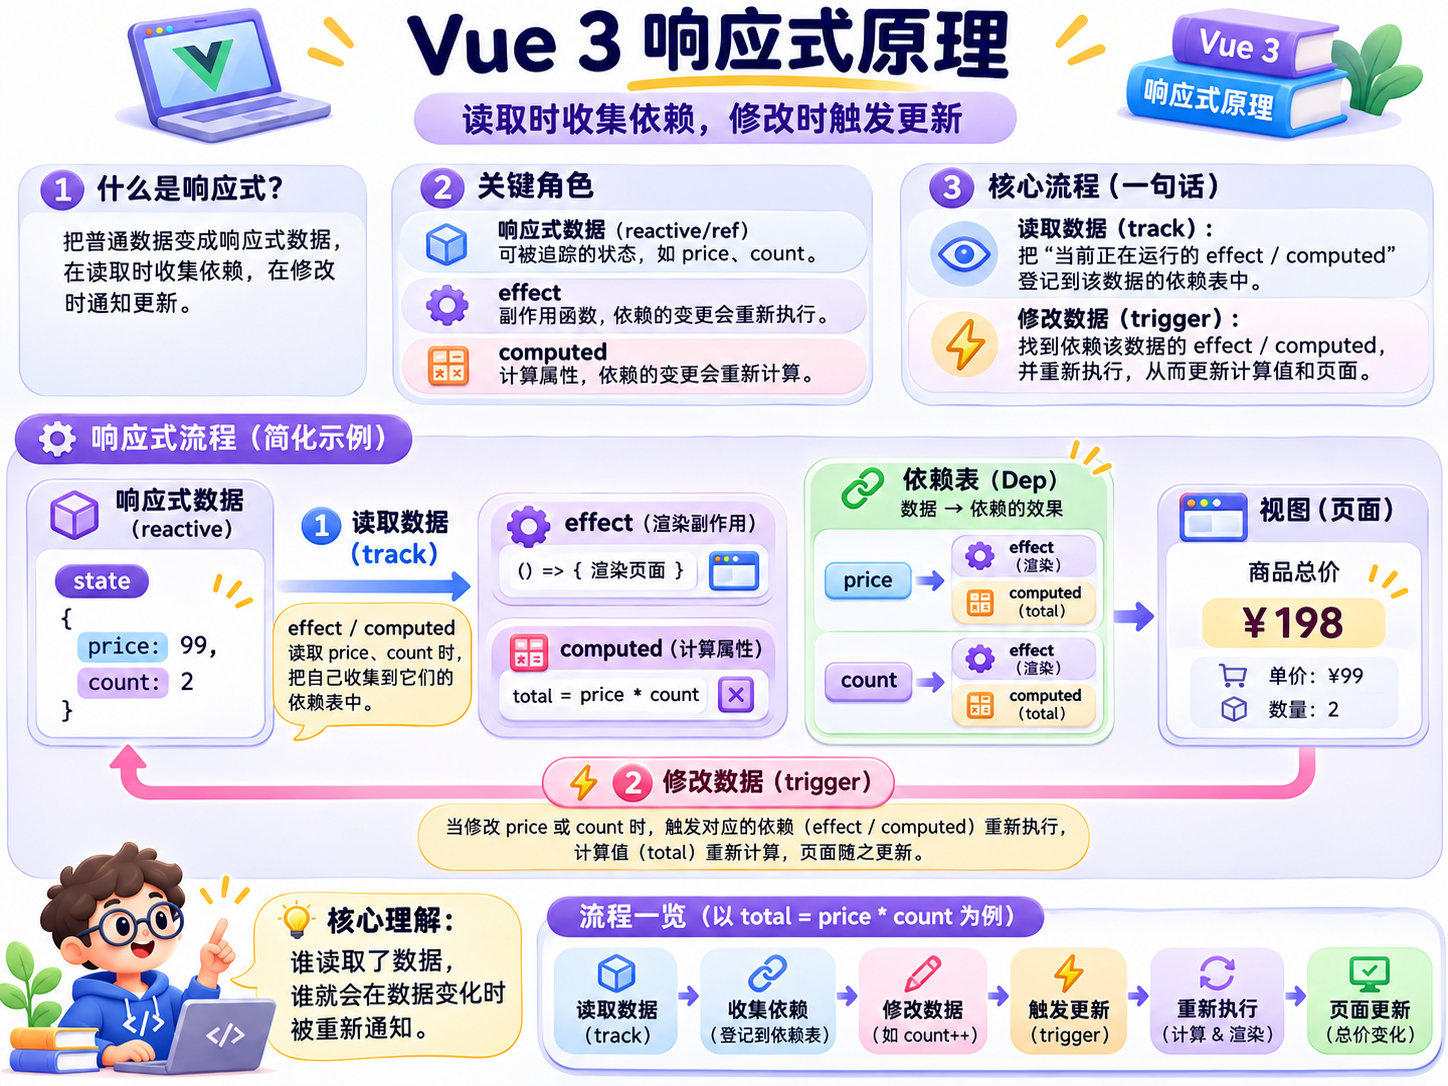 Vue 3 响应式原理
读取时收集依赖，修改时触发更新
Vue 3
响应式原理
1 什么是响应式？
把普通数据变成响应式数据，
在读取时收集依赖，在修改
时通知更新。
2 关键角色
响应式数据（reactive/ref）
可被追踪的状态，如 price、count。
effect
副作用函数，依赖的变更会重新执行。
computed
计算属性，依赖的变更会重新计算。
3 核心流程（一句话）
读取数据（track）：
把 “当前正在运行的 effect / computed”
登记到该数据的依赖表中。
修改数据（trigger）：
找到依赖该数据的 effect / computed，
并重新执行，从而更新计算值和页面。
响应式流程（简化示例）
响应式数据
（reactive）
state
{
price: 99,
count: 2
}
1 读取数据
（track）
effect / computed
读取 price、count 时，
把自己收集到它们的
依赖表中。
effect（渲染副作用）
() => { 渲染页面 }
computed（计算属性）
total = price * count
依赖表（Dep）
数据 → 依赖的效果
price
effect
（渲染）
computed
（total）
count
effect
（渲染）
computed
（total）
视图（页面）
商品总价
¥ 198
单价：¥99
数量：2
2 修改数据（trigger）
当修改 price 或 count 时，触发对应的依赖（effect / computed）重新执行，
计算值（total）重新计算，页面随之更新。
核心理解：
谁读取了数据，
谁就会在数据变化时
被重新通知。
</>
流程一览（以 total = price * count 为例）
读取数据
（track）
收集依赖
（登记到依赖表）
修改数据
（如 count++）
触发更新
（trigger）
重新执行
（计算 & 渲染）
页面更新
（总价变化）